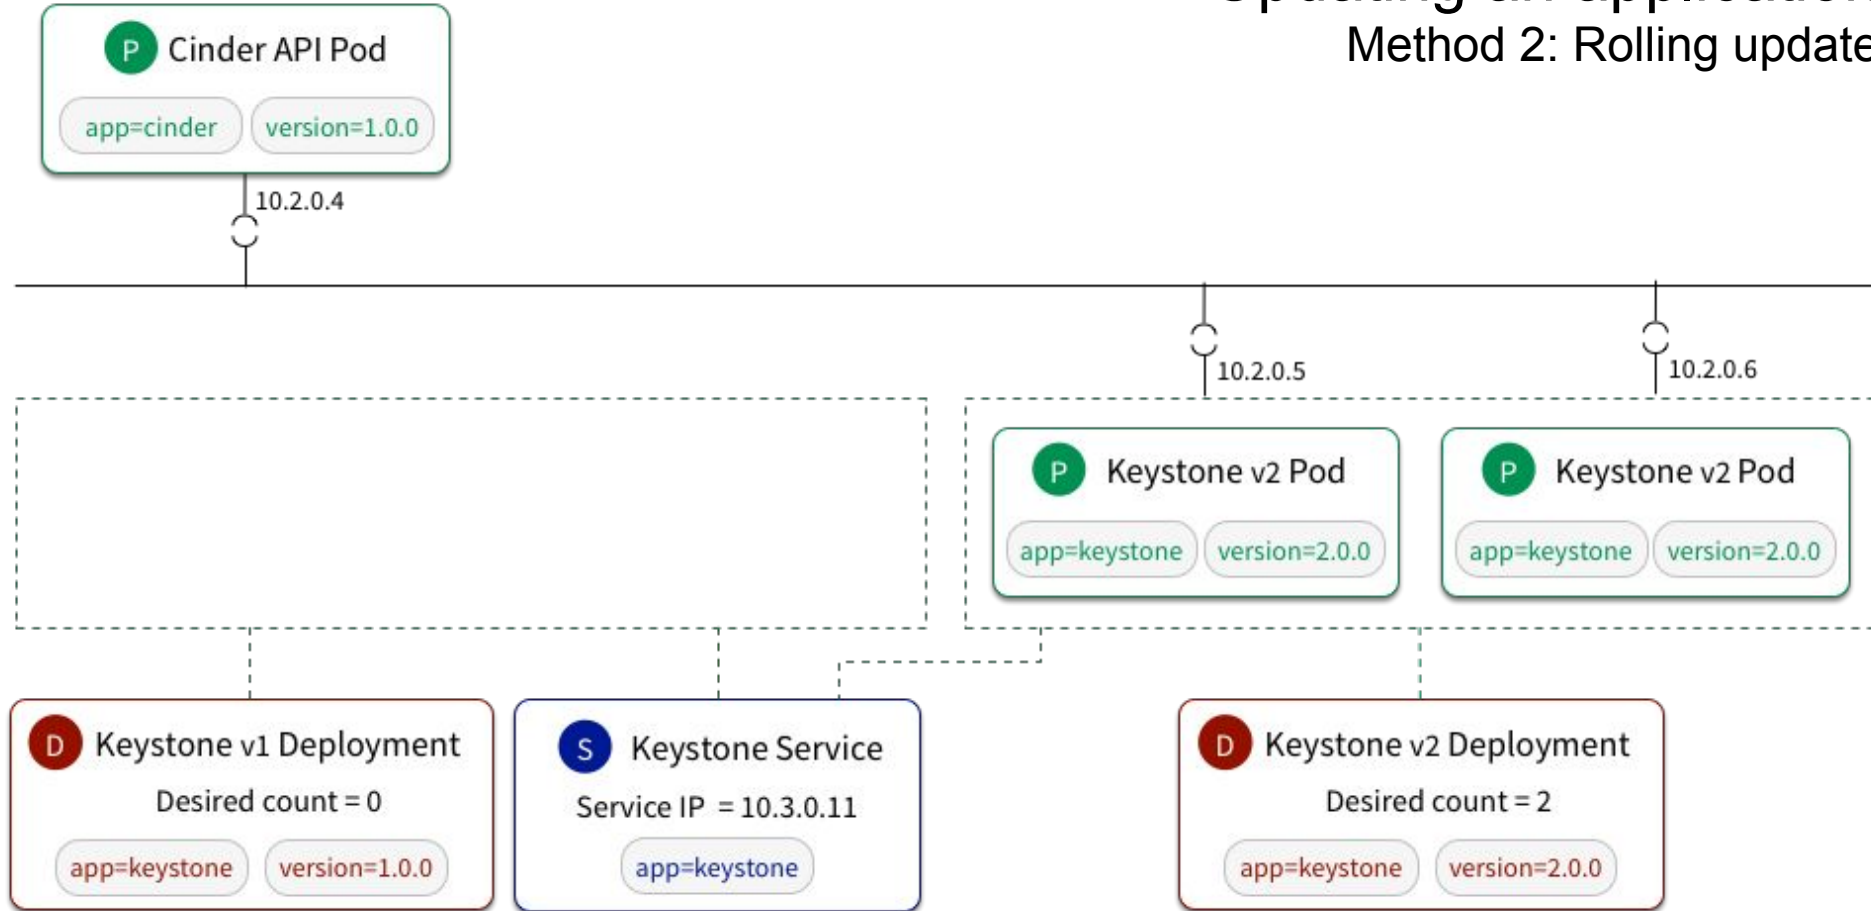 Updating an application
Method 2: Rolling update
P Cinder API Pod
app=cinder version=1.0.0
10.2.0.4
10.2.0.5
10.2.0.6
P Keystone v2 Pod
app=keystone version=2.0.0
P Keystone v2 Pod
app=keystone version=2.0.0
D Keystone v1 Deployment
Desired count = 0
app=keystone version=1.0.0
S Keystone Service
Service IP = 10.3.0.11
app=keystone
D Keystone v2 Deployment
Desired count = 2
app=keystone version=2.0.0